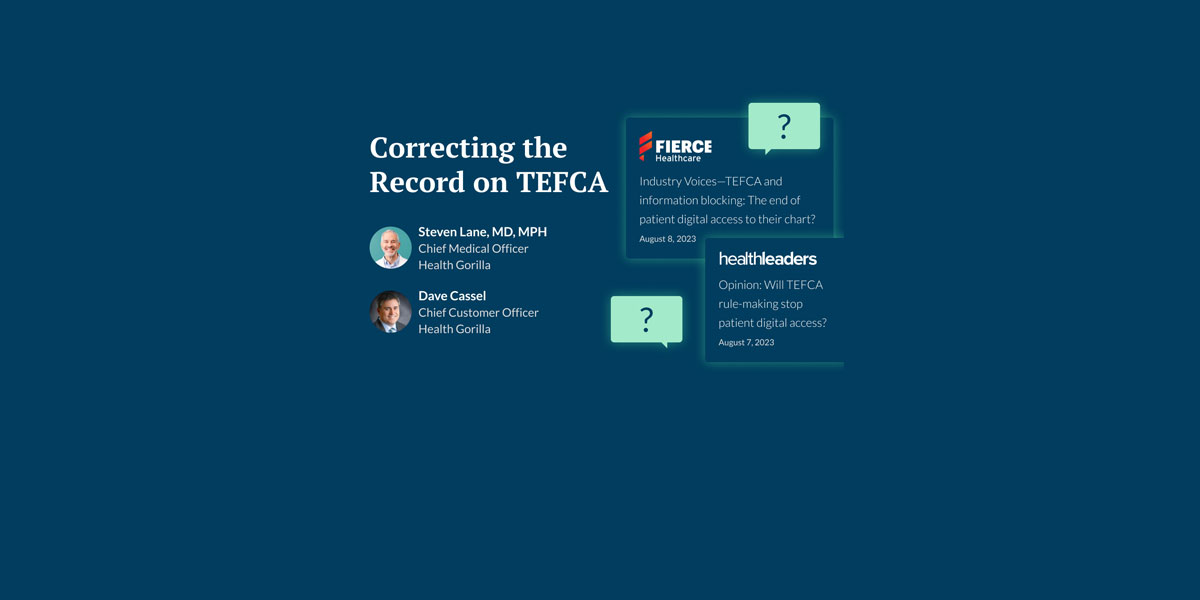 Correcting the
Record on TEFCA
Steven Lane, MD, MPH
Chief Medical Officer
Health Gorilla
Dave Cassel
Chief Customer Officer
Health Gorilla
?
FIERCE
Healthcare
Industry Voices—TEFCA and
information blocking: The end of
patient digital access to their chart?
August 8, 2023
healthleaders
Opinion: Will TEFCA
rule-making stop
patient digital access?
August 7, 2023
?